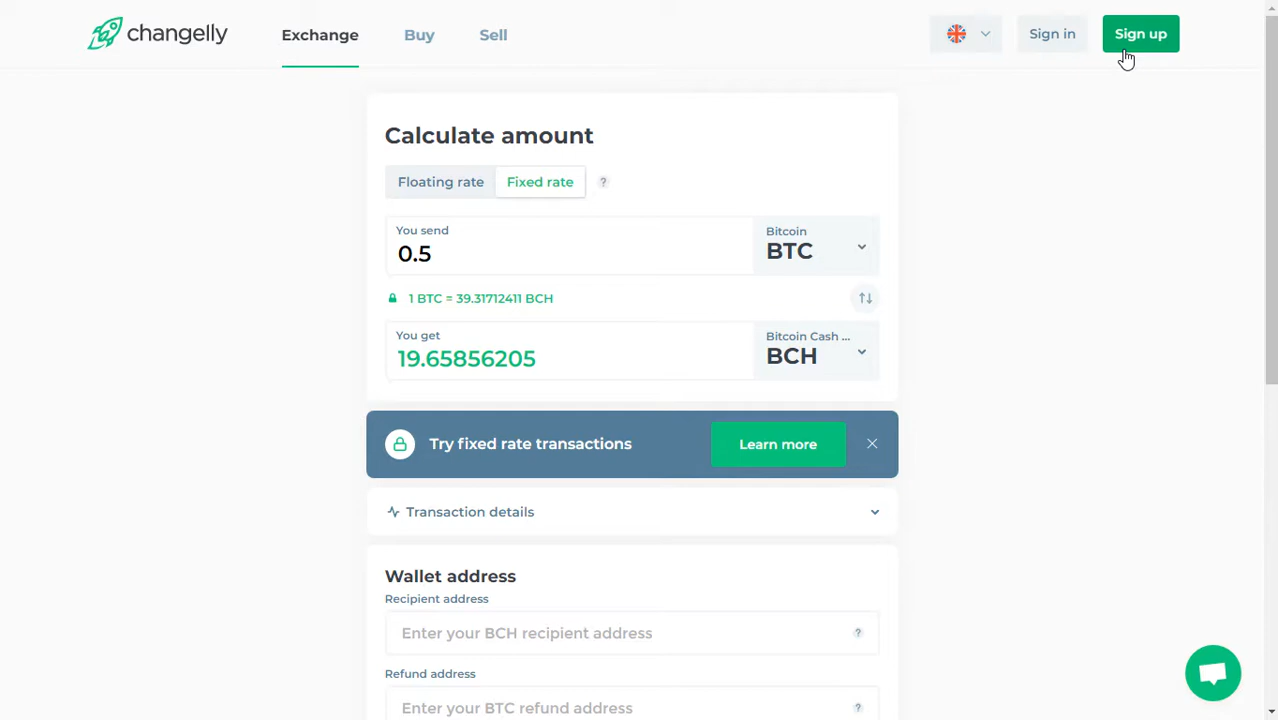 changelly
Exchange
Buy
Sell
Sign in
Sign up
Calculate amount
Floating rate
Fixed rate
?
You send
0.5
Bitcoin
BTC
1 BTC = 39.31712411 BCH
You get
19.65856205
Bitcoin Cash ...
BCH
Try fixed rate transactions
Learn more
Transaction details
Wallet address
Recipient address
Enter your BCH recipient address
?
Refund address
Enter your BTC refund address
?